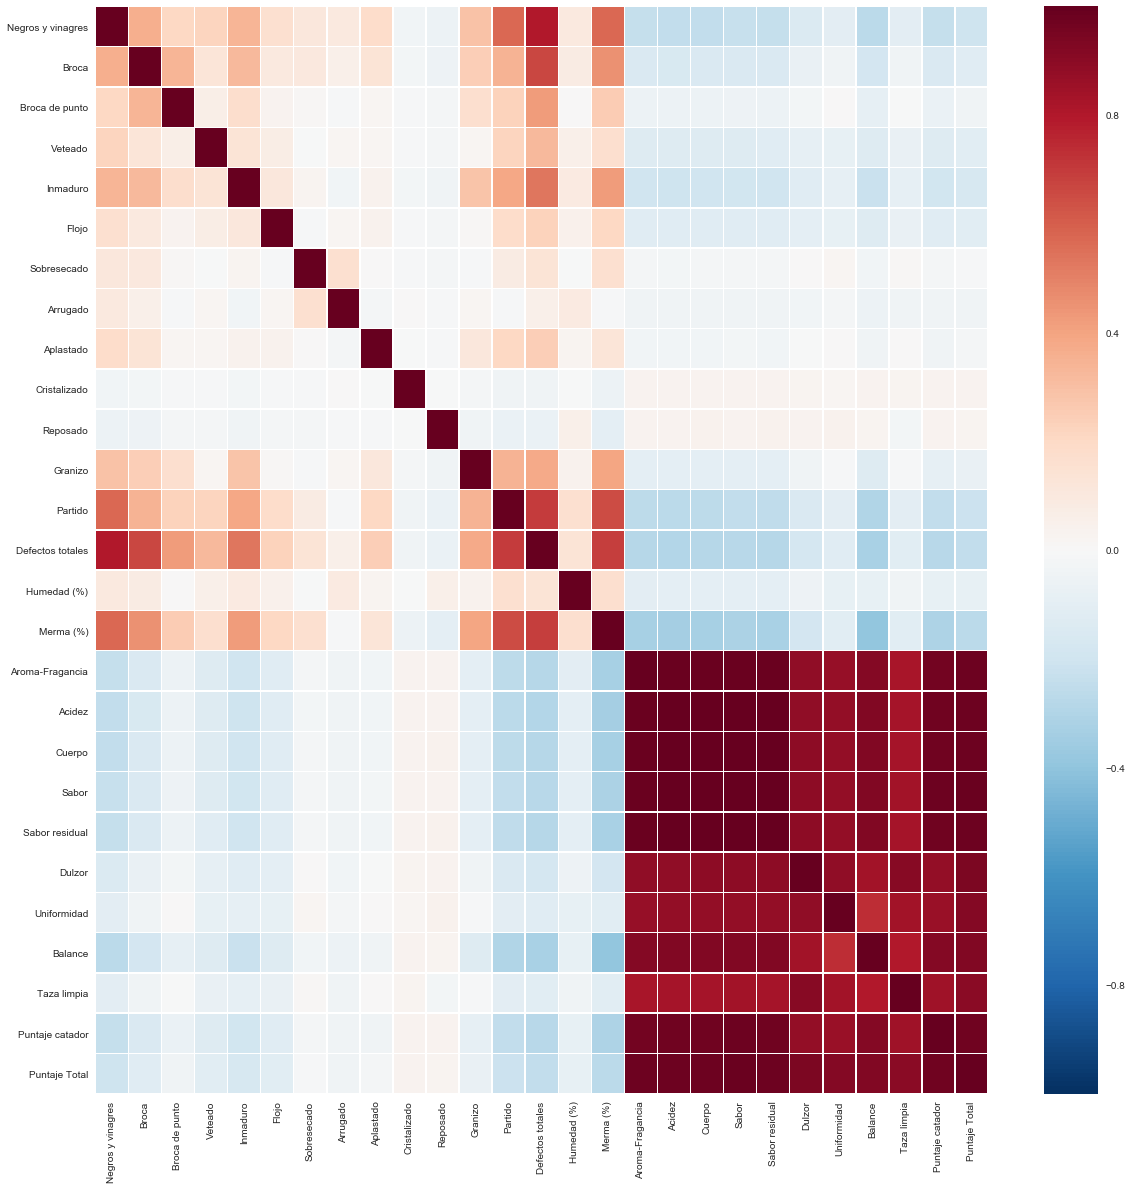 Negros y vinagres
Broca
Broca de punto
Veteado
Inmaduro
Flojo
Sobresecado
Arrugado
Aplastado
Cristalizado
Reposado
Granizo
Partido
Defectos totales
Humedad (%)
Merma (%)
Aroma-Fragancia
Acidez
Cuerpo
Sabor
Sabor residual
Dulzor
Uniformidad
Balance
Taza limpia
Puntaje catador
Puntaje Total
Negros y vinagres
Broca
Broca de punto
Veteado
Inmaduro
Flojo
Sobresecado
Arrugado
Aplastado
Cristalizado
Reposado
Granizo
Partido
Defectos totales
Humedad (%)
Merma (%)
Aroma-Fragancia
Acidez
Cuerpo
Sabor
Sabor residual
Dulzor
Uniformidad
Balance
Taza limpia
Puntaje catador
Puntaje Total
0.8
0.4
0.0
−0.4
−0.8